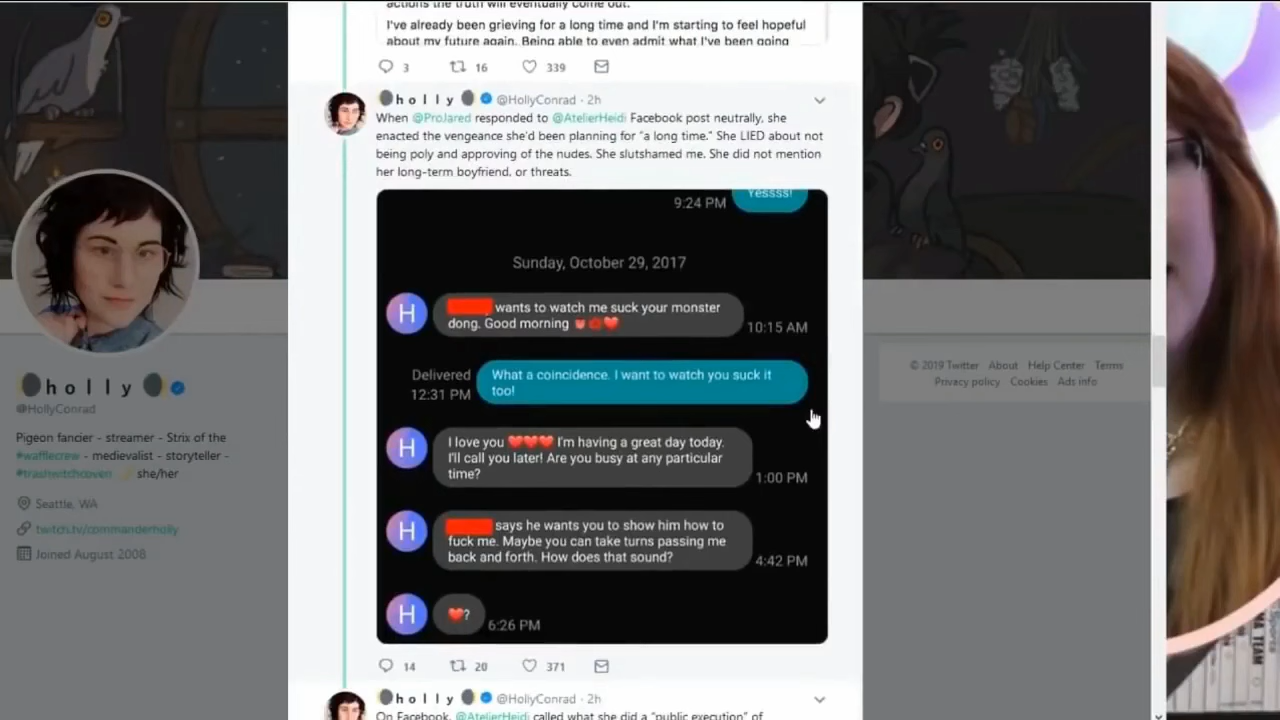 actions the truth will eventually come out.
I've already been grieving for a long time and I'm starting to feel hopeful
about my future again. Being able to even admit what I've been going
3 16 339
h o l l y @HollyConrad · 2h
When @ProJared responded to @AtelierHeidi Facebook post neutrally, she
enacted the vengeance she'd been planning for "a long time." She LIED about not
being poly and approving of the nudes. She slutshamed me. She did not mention
her long-term boyfriend, or threats.
Yessss!
9:24 PM
Sunday, October 29, 2017
H
wants to watch me suck your monster
dong. Good morning
10:15 AM
Delivered
12:31 PM
What a coincidence. I want to watch you suck it
too!
H
I love you ❤❤❤ I'm having a great day today.
I'll call you later! Are you busy at any particular
time?
1:00 PM
H
says he wants you to show him how to
fuck me. Maybe you can take turns passing me
back and forth. How does that sound?
4:42 PM
H
❤?
6:26 PM
14 20 371
h o l l y @HollyConrad · 2h
On Facebook, @AtelierHeidi called what she did a "public execution" of
h o l l y
@HollyConrad
Pigeon fancier - streamer - Strix of the
#wafflecrew - medievalist - storyteller -
#trashwitchcoven she/her
Seattle, WA
twitch.tv/commanderholly
Joined August 2008
© 2019 Twitter About Help Center Terms
Privacy policy Cookies Ads info